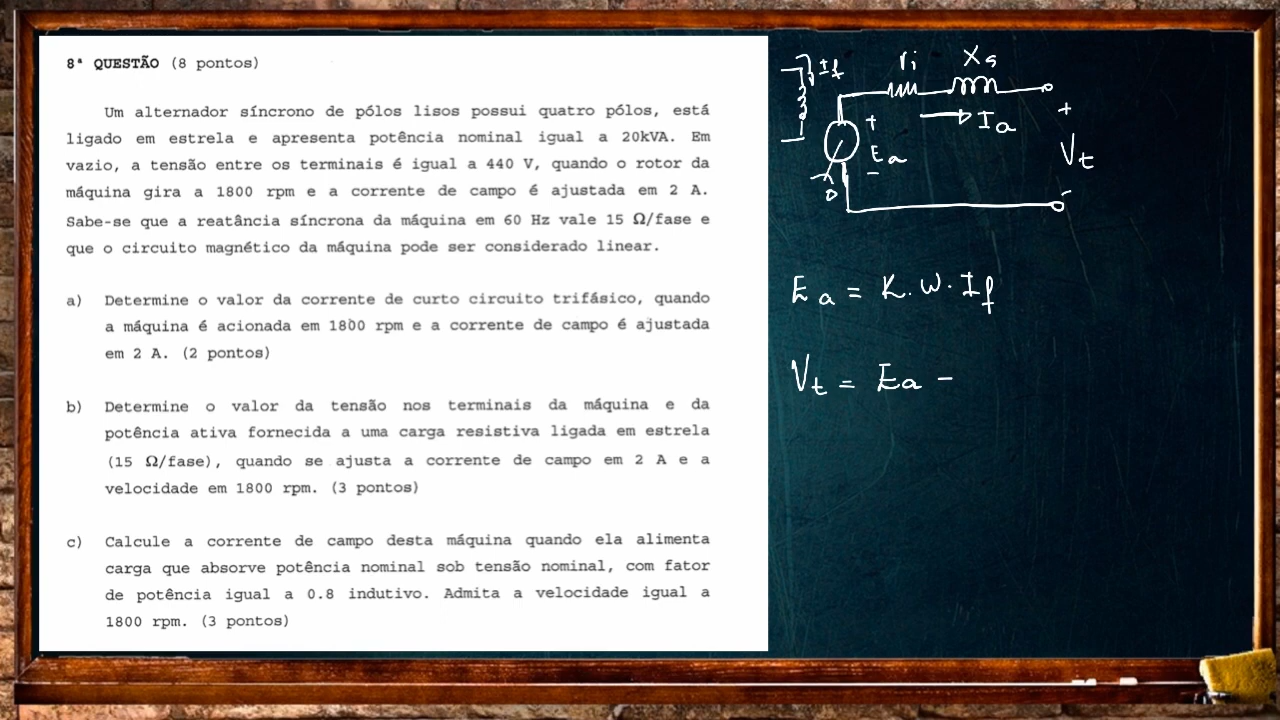 8ª QUESTÃO (8 pontos)
Um alternador síncrono de pólos lisos possui quatro pólos, está
ligado em estrela e apresenta potência nominal igual a 20kVA. Em
vazio, a tensão entre os terminais é igual a 440 V, quando o rotor da
máquina gira a 1800 rpm e a corrente de campo é ajustada em 2 A.
Sabe-se que a reatância síncrona da máquina em 60 Hz vale 15 Ω/fase e
que o circuito magnético da máquina pode ser considerado linear.
a) Determine o valor da corrente de curto circuito trifásico, quando
a máquina é acionada em 1800 rpm e a corrente de campo é ajustada
em 2 A. (2 pontos)
b) Determine o valor da tensão nos terminais da máquina e da
potência ativa fornecida a uma carga resistiva ligada em estrela
(15 Ω/fase), quando se ajusta a corrente de campo em 2 A e a
velocidade em 1800 rpm. (3 pontos)
c) Calcule a corrente de campo desta máquina quando ela alimenta
carga que absorve potência nominal sob tensão nominal, com fator
de potência igual a 0.8 indutivo. Admita a velocidade igual a
1800 rpm. (3 pontos)
If ri Xs
+ Ia +
Ea Vt
- -
Ea = K.W.If
Vt = Ea -